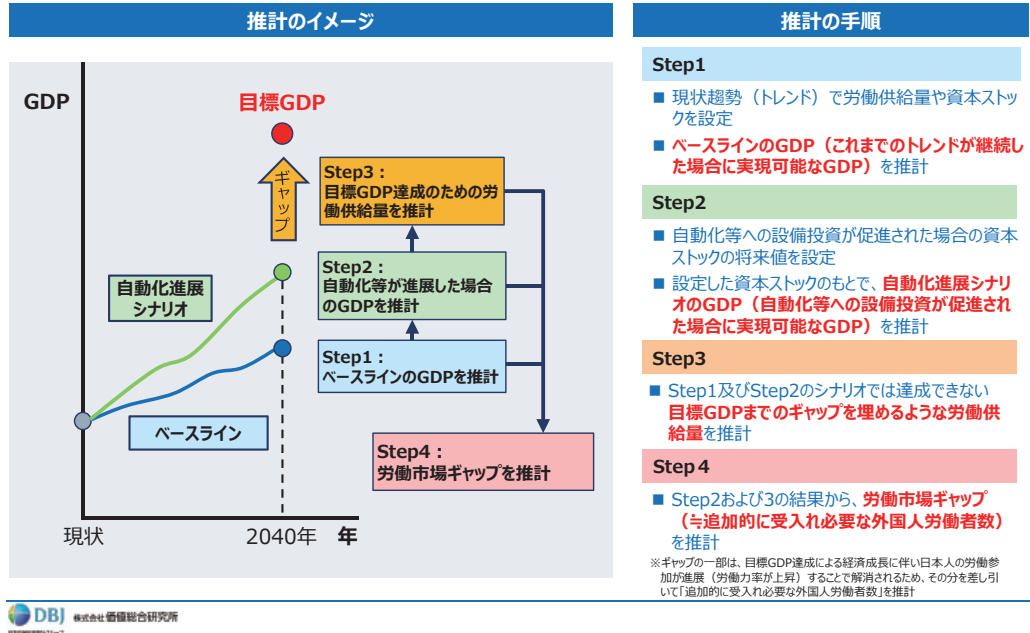 推計のイメージ
GDP
目標GDP
ギャップ
自動化進展
シナリオ
ベースライン
現状
2040年
年
Step3：
目標GDP達成のための労
働供給量を推計
Step2：
自動化等が進展した場合
のGDPを推計
Step1：
ベースラインのGDPを推計
Step4：
労働市場ギャップを推計
推計の手順
Step1
■ 現状趨勢（トレンド）で労働供給量や資本ストッ
クを設定
■ ベースラインのGDP（これまでのトレンドが継続し
た場合に実現可能なGDP）を推計
Step2
■ 自動化等への設備投資が促進された場合の資本
ストックの将来値を設定
■ 設定した資本ストックのもとで、自動化進展シナリ
オのGDP（自動化等への設備投資が促進され
た場合に実現可能なGDP）を推計
Step3
■ Step1及びStep2のシナリオでは達成できない
目標GDPまでのギャップを埋めるような労働供
給量を推計
Step４
■ Step2および3の結果から、労働市場ギャップ
（≒追加的に受入れ必要な外国人労働者数）
を推計
※ギャップの一部は、目標GDP達成による経済成長に伴い日本人の労働参
加が進展（労働力率が上昇）することで解消されるため、その分を差し引
いて「追加的に受入れ必要な外国人労働者数」を推計
DBJ 株式会社価値総合研究所